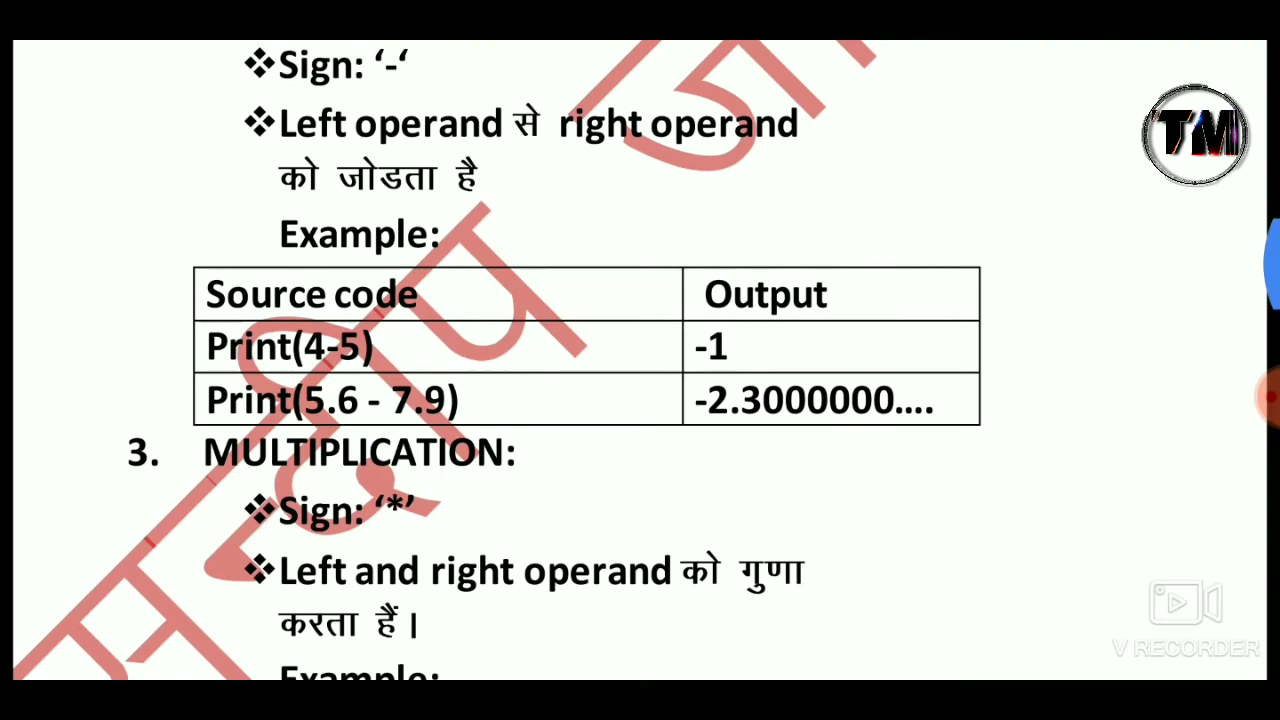 ❖Sign: ‘-‘
❖Left operand से right operand
को जोडता है
Example:
Source code Output
Print(4-5) -1
Print(5.6 - 7.9) -2.3000000....
3. MULTIPLICATION:
❖Sign: ‘*’
❖Left and right operand को गुणा
करता हैं।
Example:
TM
V RECORDER